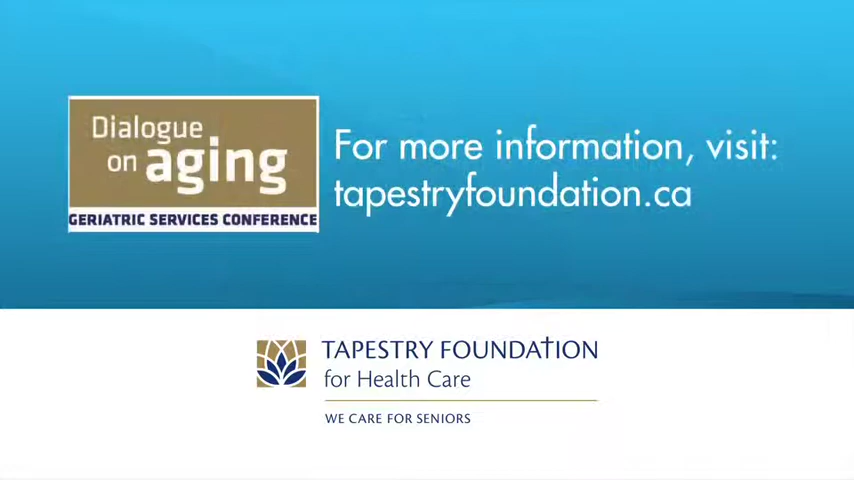 Dialogue
on aging
GERIATRIC SERVICES CONFERENCE
For more information, visit:
tapestryfoundation.ca
TAPESTRY FOUNDATION
for Health Care
WE CARE FOR SENIORS